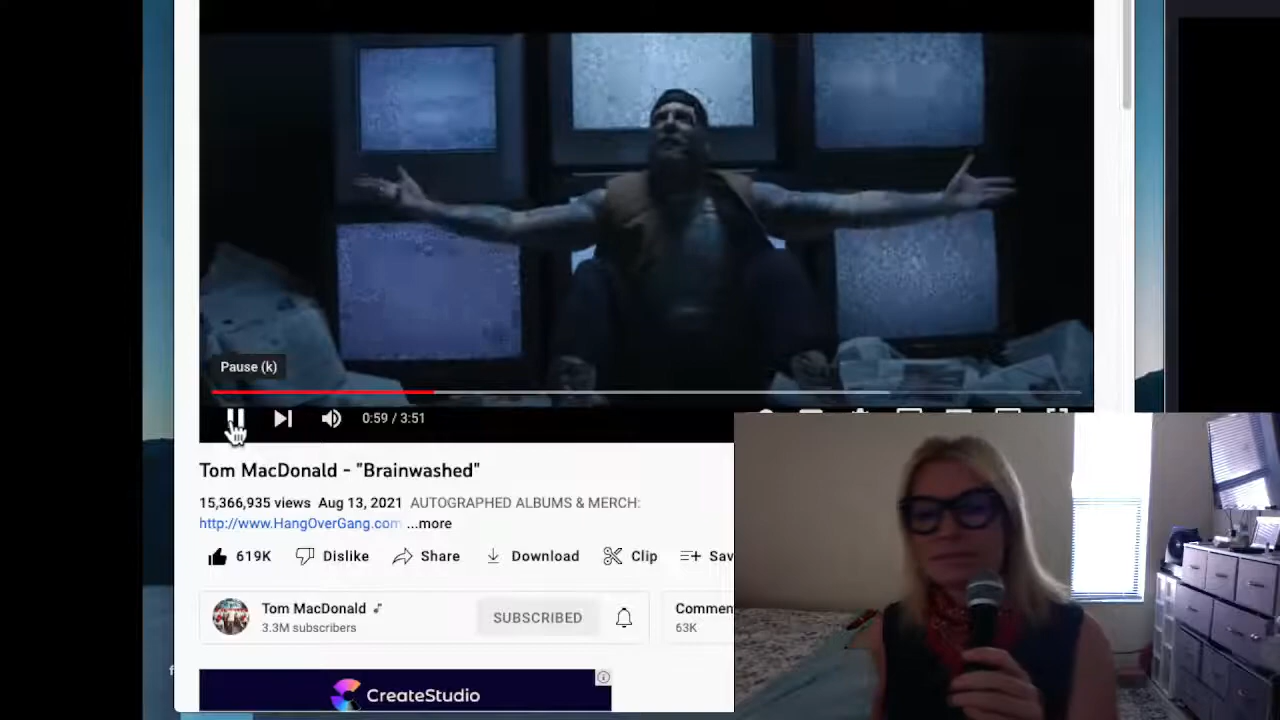 Pause (k)
0:59 / 3:51
Tom MacDonald - "Brainwashed"
15,366,935 views Aug 13, 2021 AUTOGRAPHED ALBUMS & MERCH:
http://www.HangOverGang.com ...more
619K Dislike Share Download Clip Sav
Tom MacDonald
3.3M subscribers
SUBSCRIBED
Commen
63K
CreateStudio